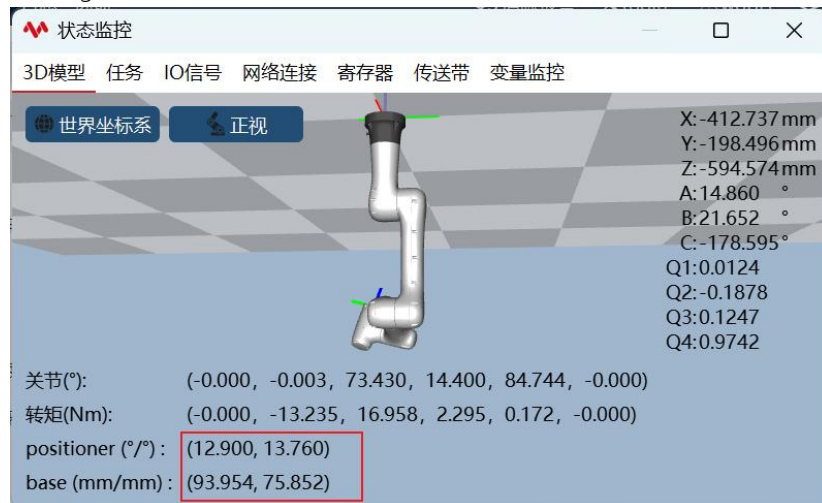 状态监控
3D模型 任务 IO信号 网络连接 寄存器 传送带 变量监控
世界坐标系 正视
X:-412.737mm
Y:-198.496mm
Z:-594.574mm
A:14.860 °
B:21.652 °
C:-178.595°
Q1:0.0124
Q2:-0.1878
Q3:0.1247
Q4:0.9742
关节(°): (-0.000, -0.003, 73.430, 14.400, 84.744, -0.000)
转矩(Nm): (-0.000, -13.235, 16.958, 2.295, 0.172, -0.000)
positioner (°/°) : (12.900, 13.760)
base (mm/mm) : (93.954, 75.852)